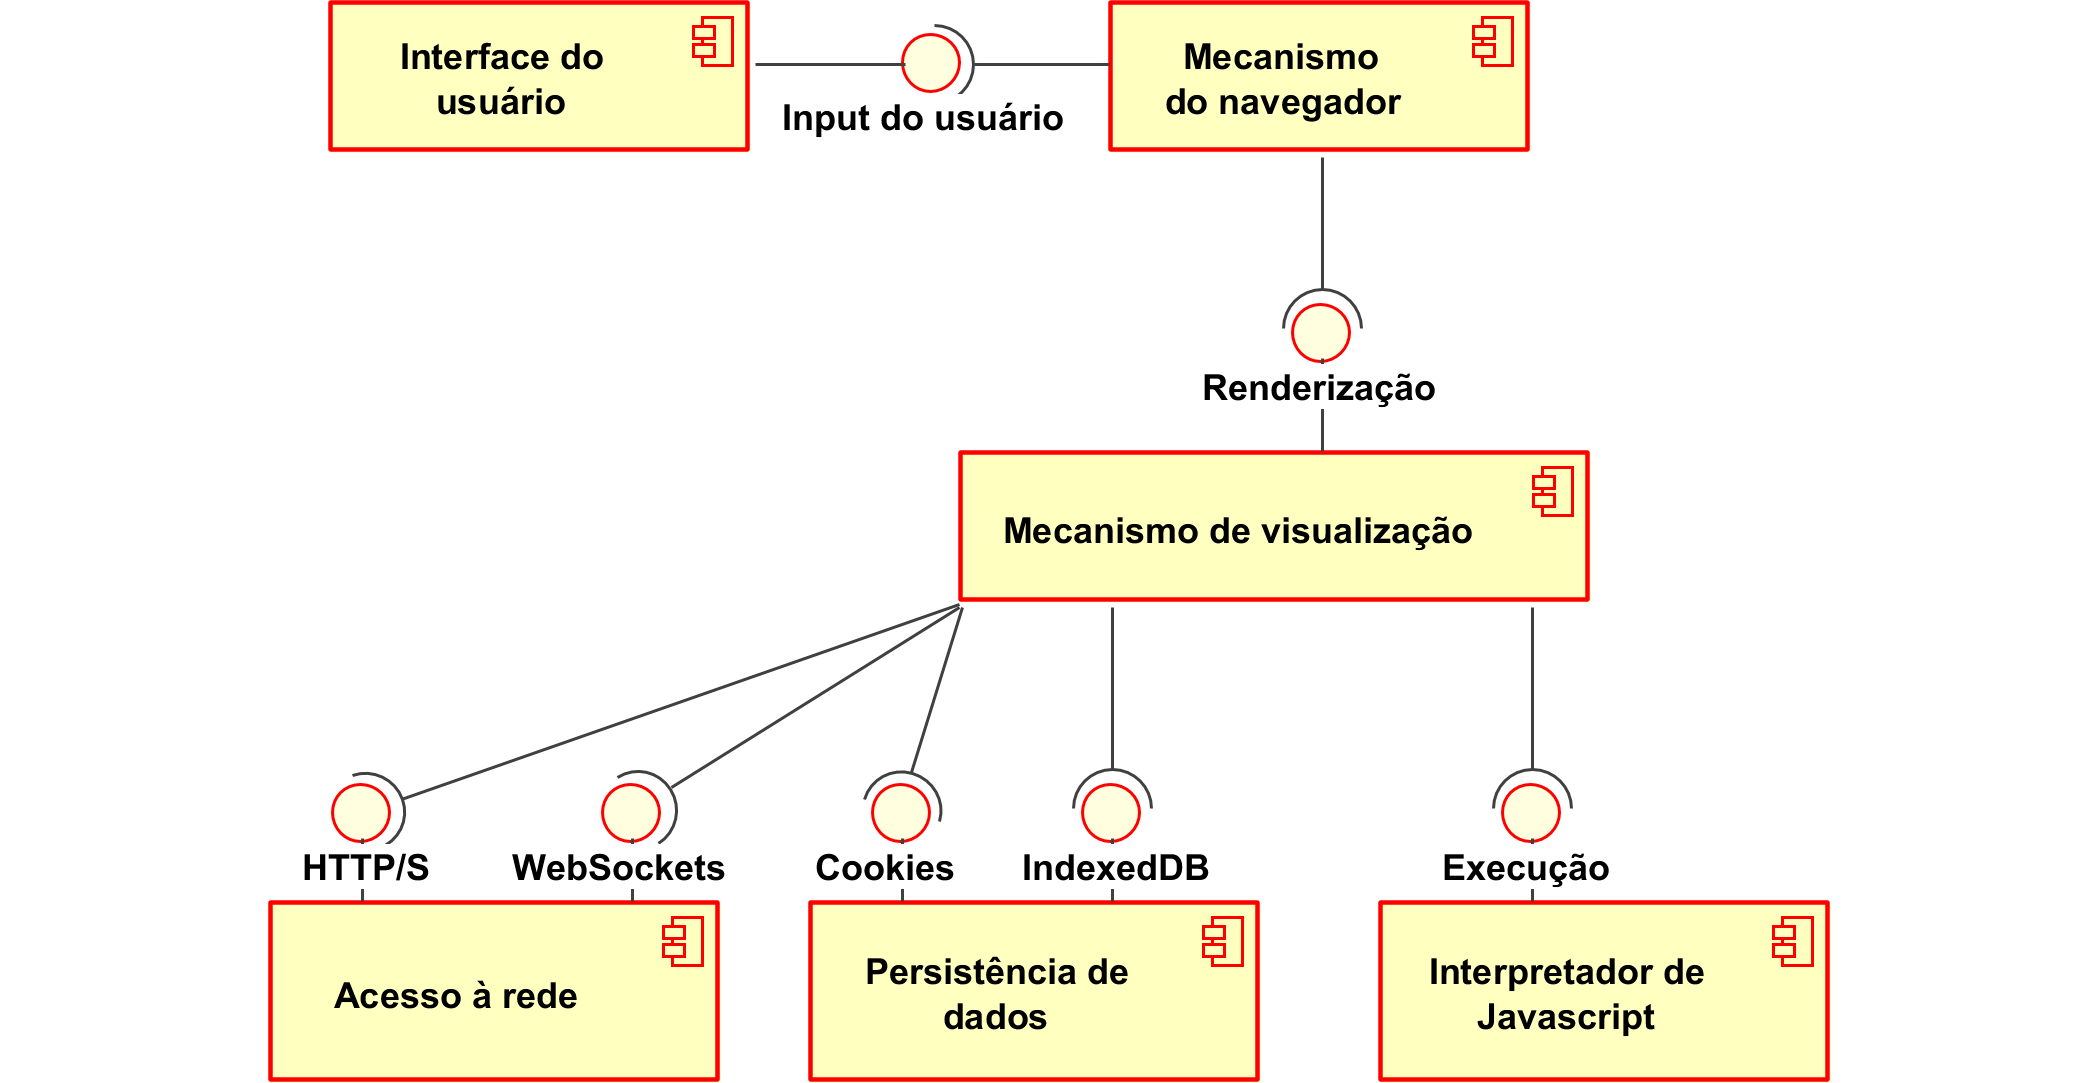 Interface do
usuário
Input do usuário
Mecanismo
do navegador
Renderização
Mecanismo de visualização
HTTP/S
WebSockets
Cookies
IndexedDB
Execução
Acesso à rede
Persistência de
dados
Interpretador de
Javascript